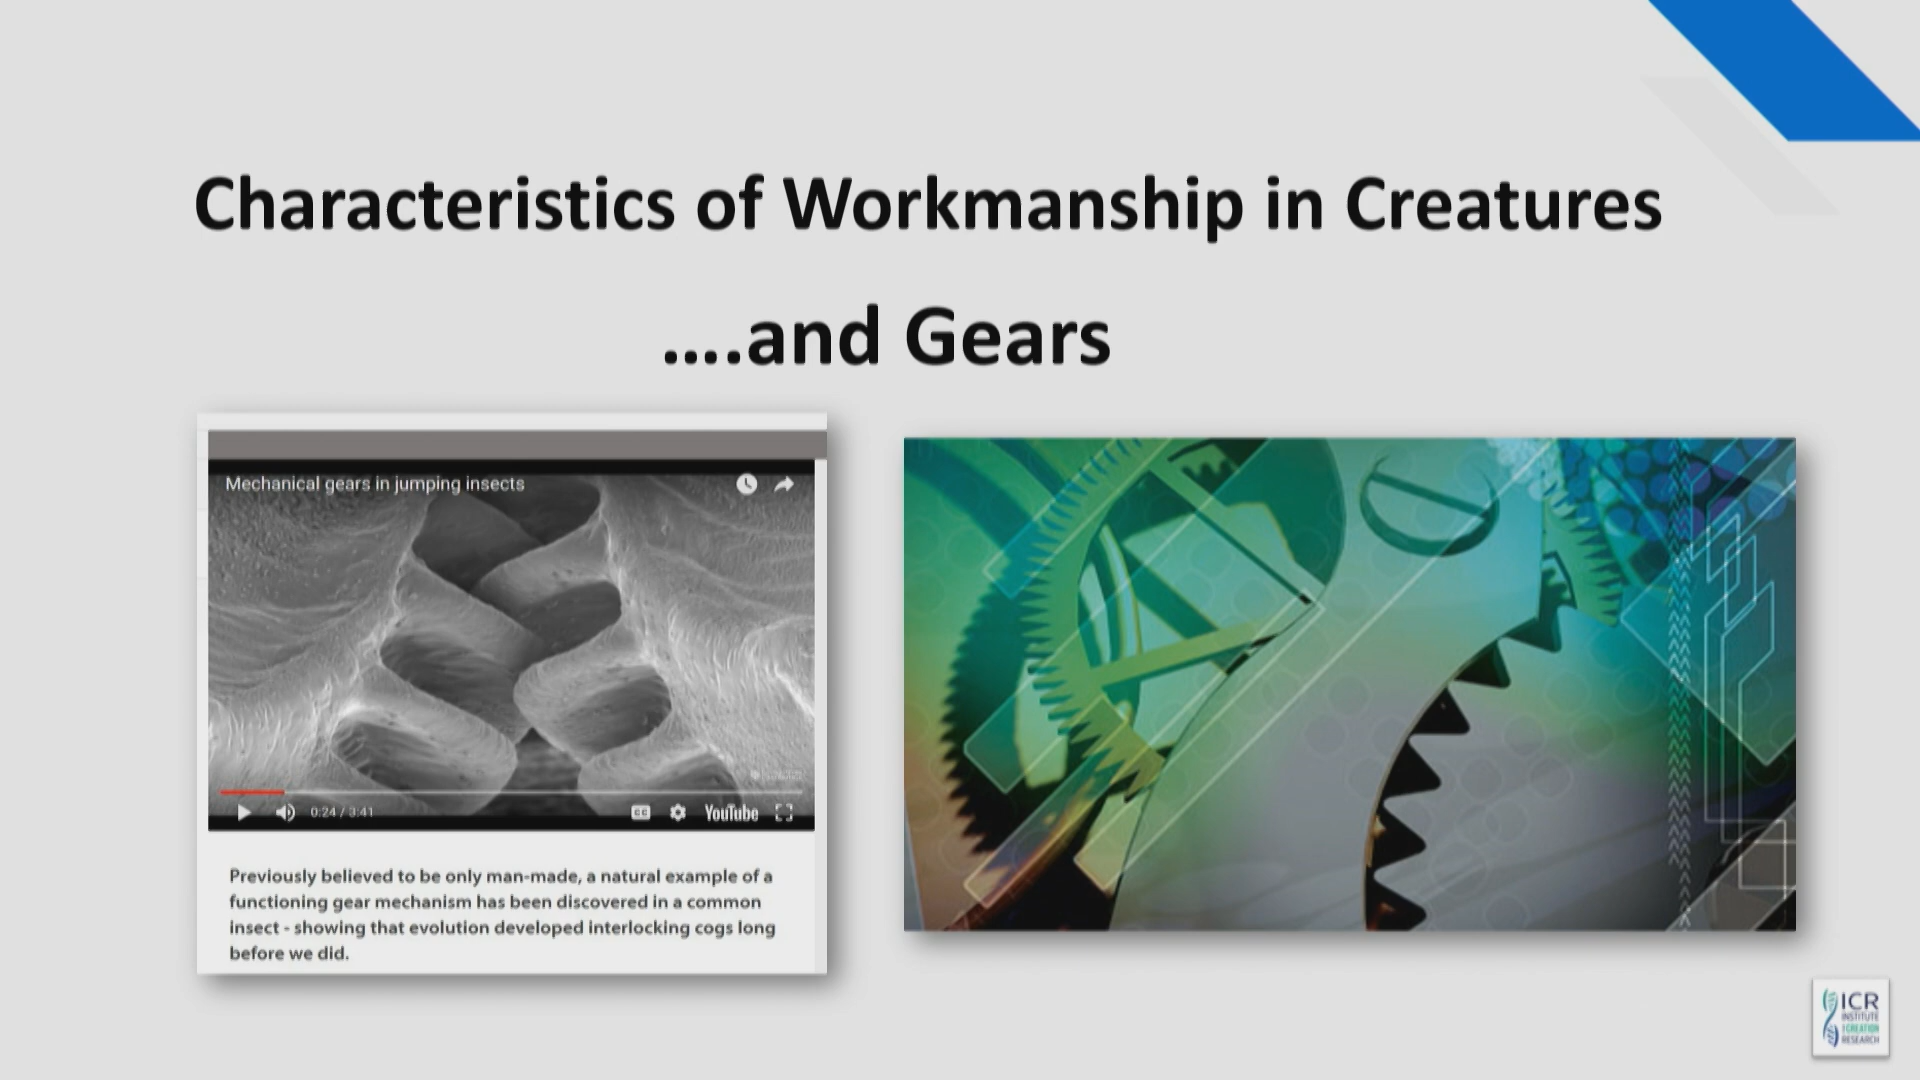 Characteristics of Workmanship in Creatures
....and Gears
Mechanical gears in jumping insects
0:24 / 3:41
CC
YouTube
Previously believed to be only man-made, a natural example of a
functioning gear mechanism has been discovered in a common
insect - showing that evolution developed interlocking cogs long
before we did.
ICR
INSTITUTE
for CREATION
RESEARCH